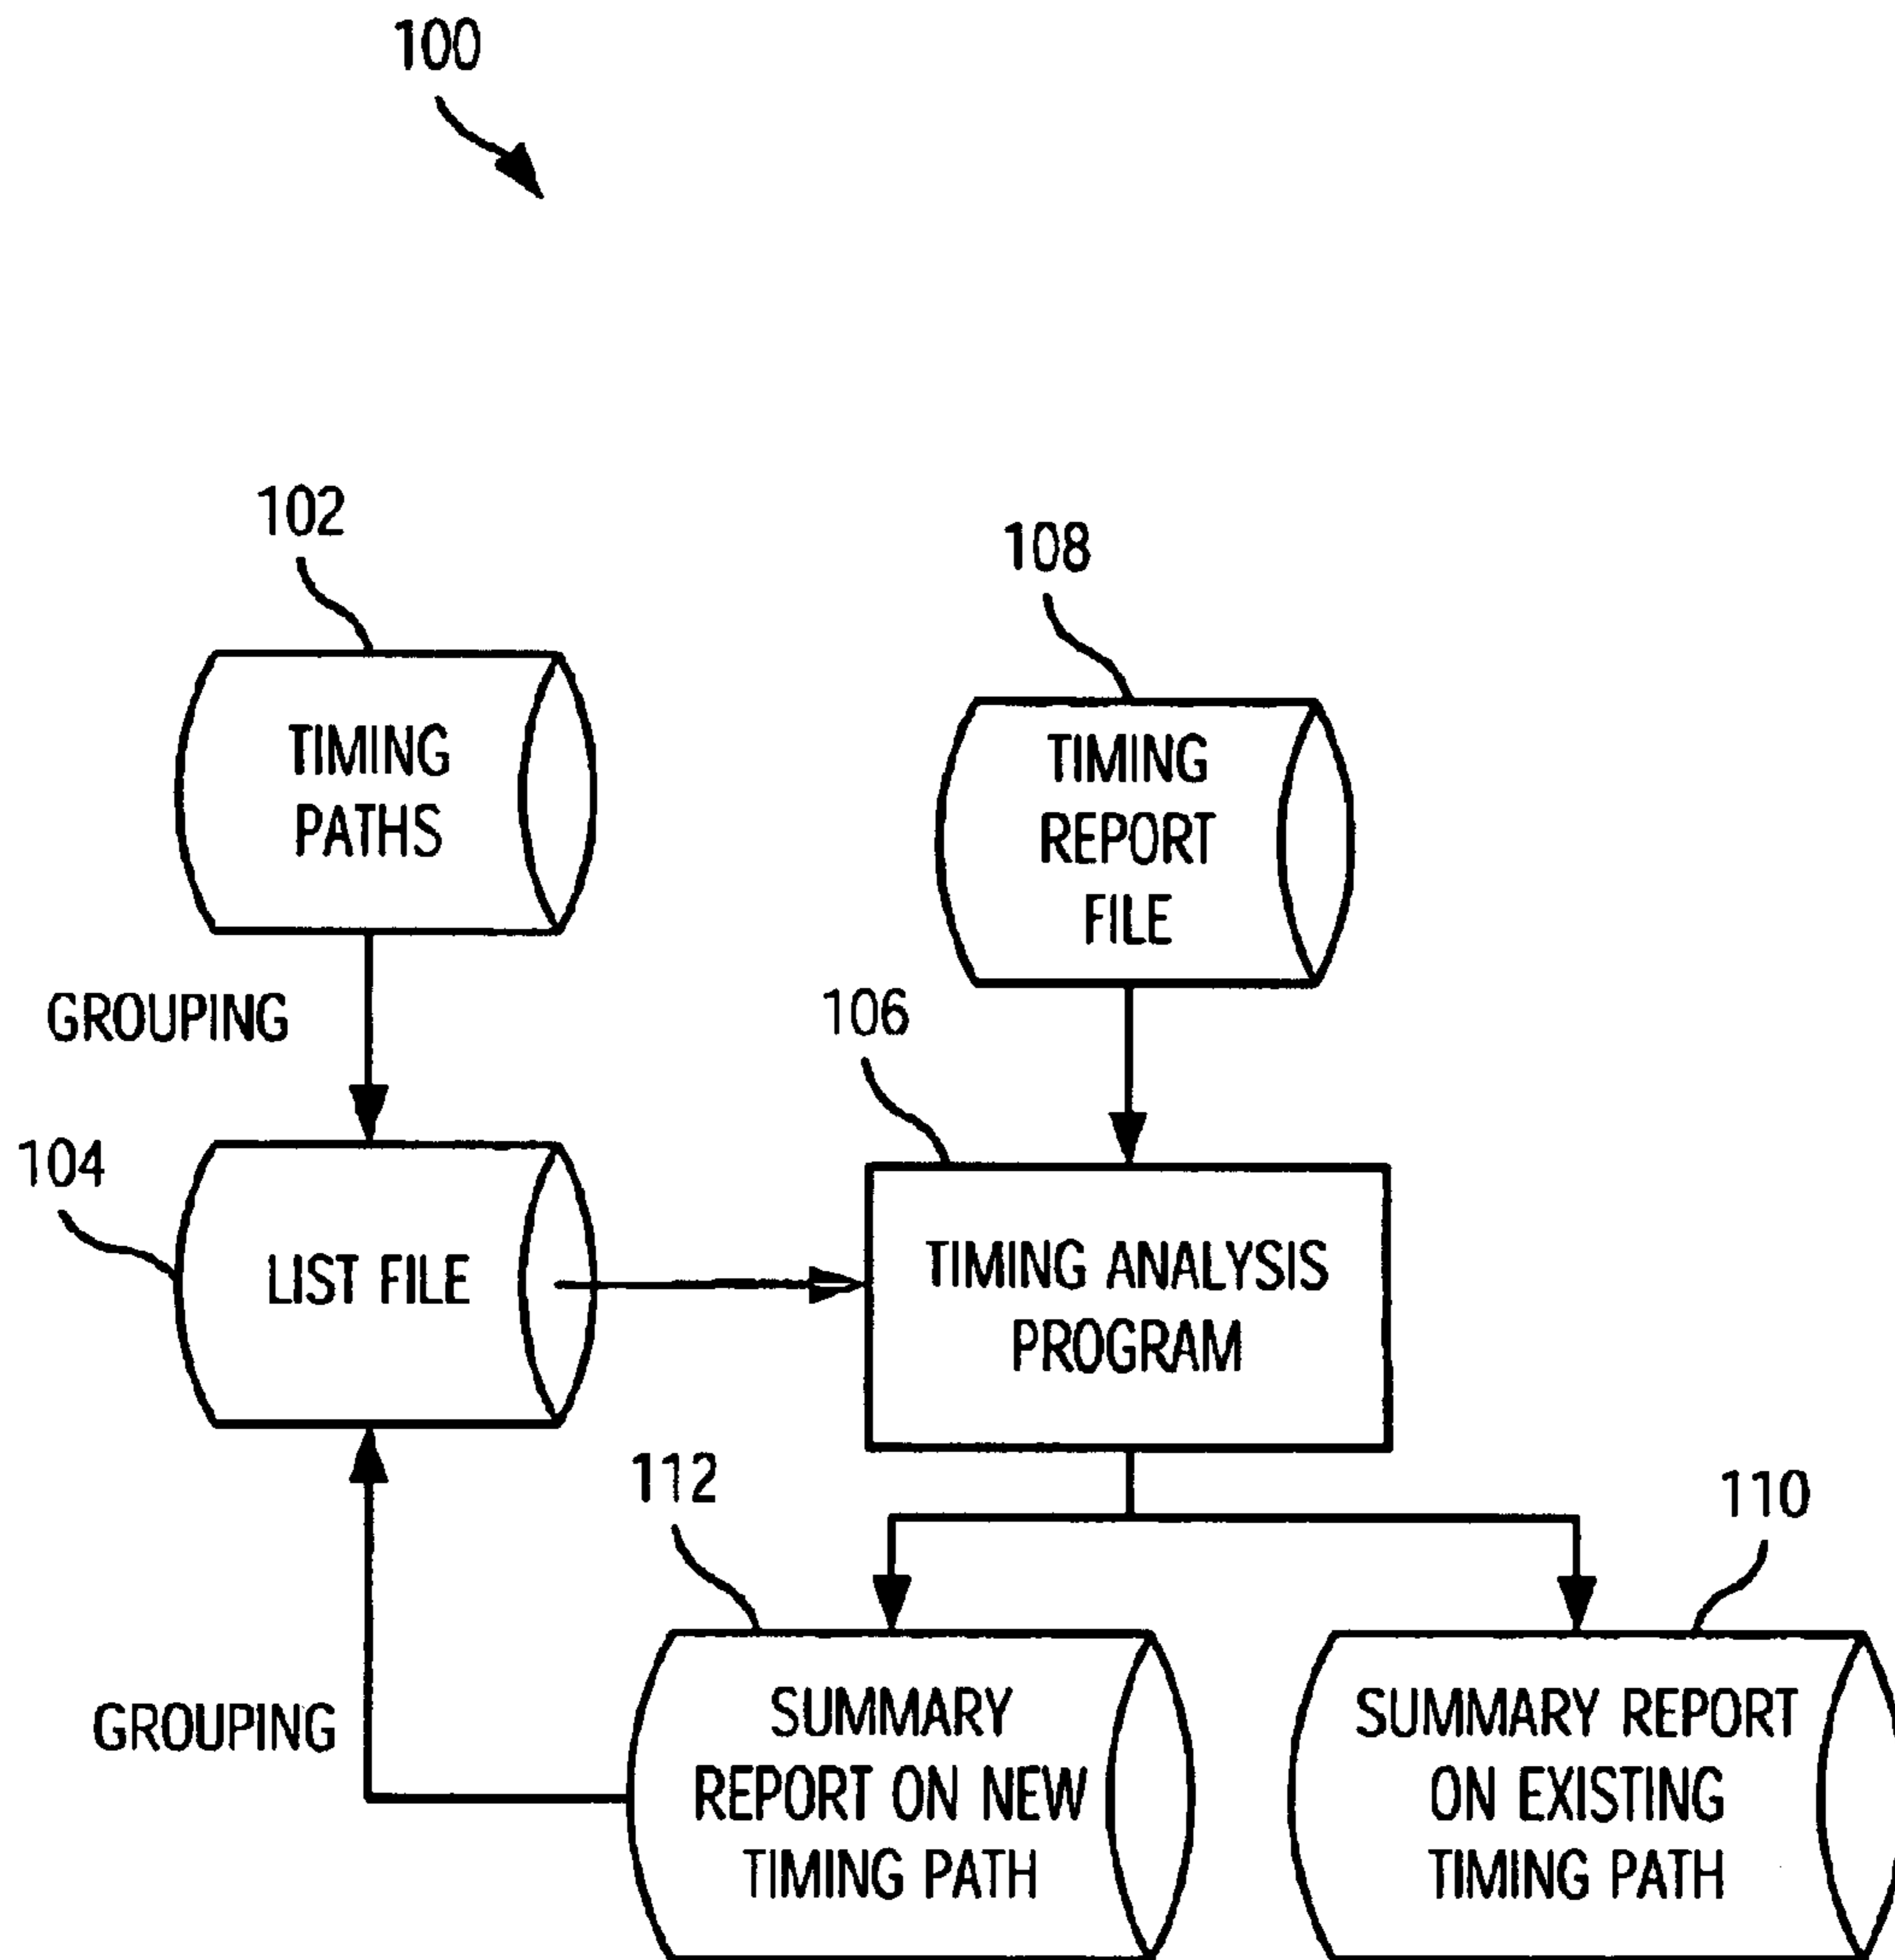 100
102
108
TIMING
PATHS
TIMING
REPORT
FILE
GROUPING
106
104
LIST FILE
TIMING ANALYSIS
PROGRAM
112
110
GROUPING
SUMMARY
REPORT ON NEW
TIMING PATH
SUMMARY REPORT
ON EXISTING
TIMING PATH